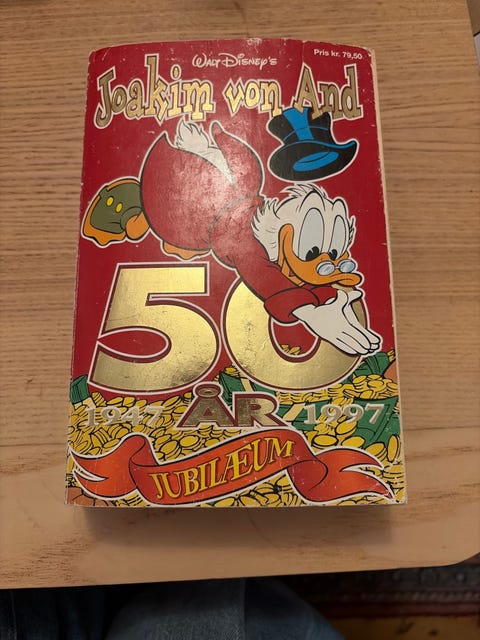 WALT DISNEY'S
Pris kr. 79,50
Joakim von And
50
1947 ÅR 1997
JUBILÆUM